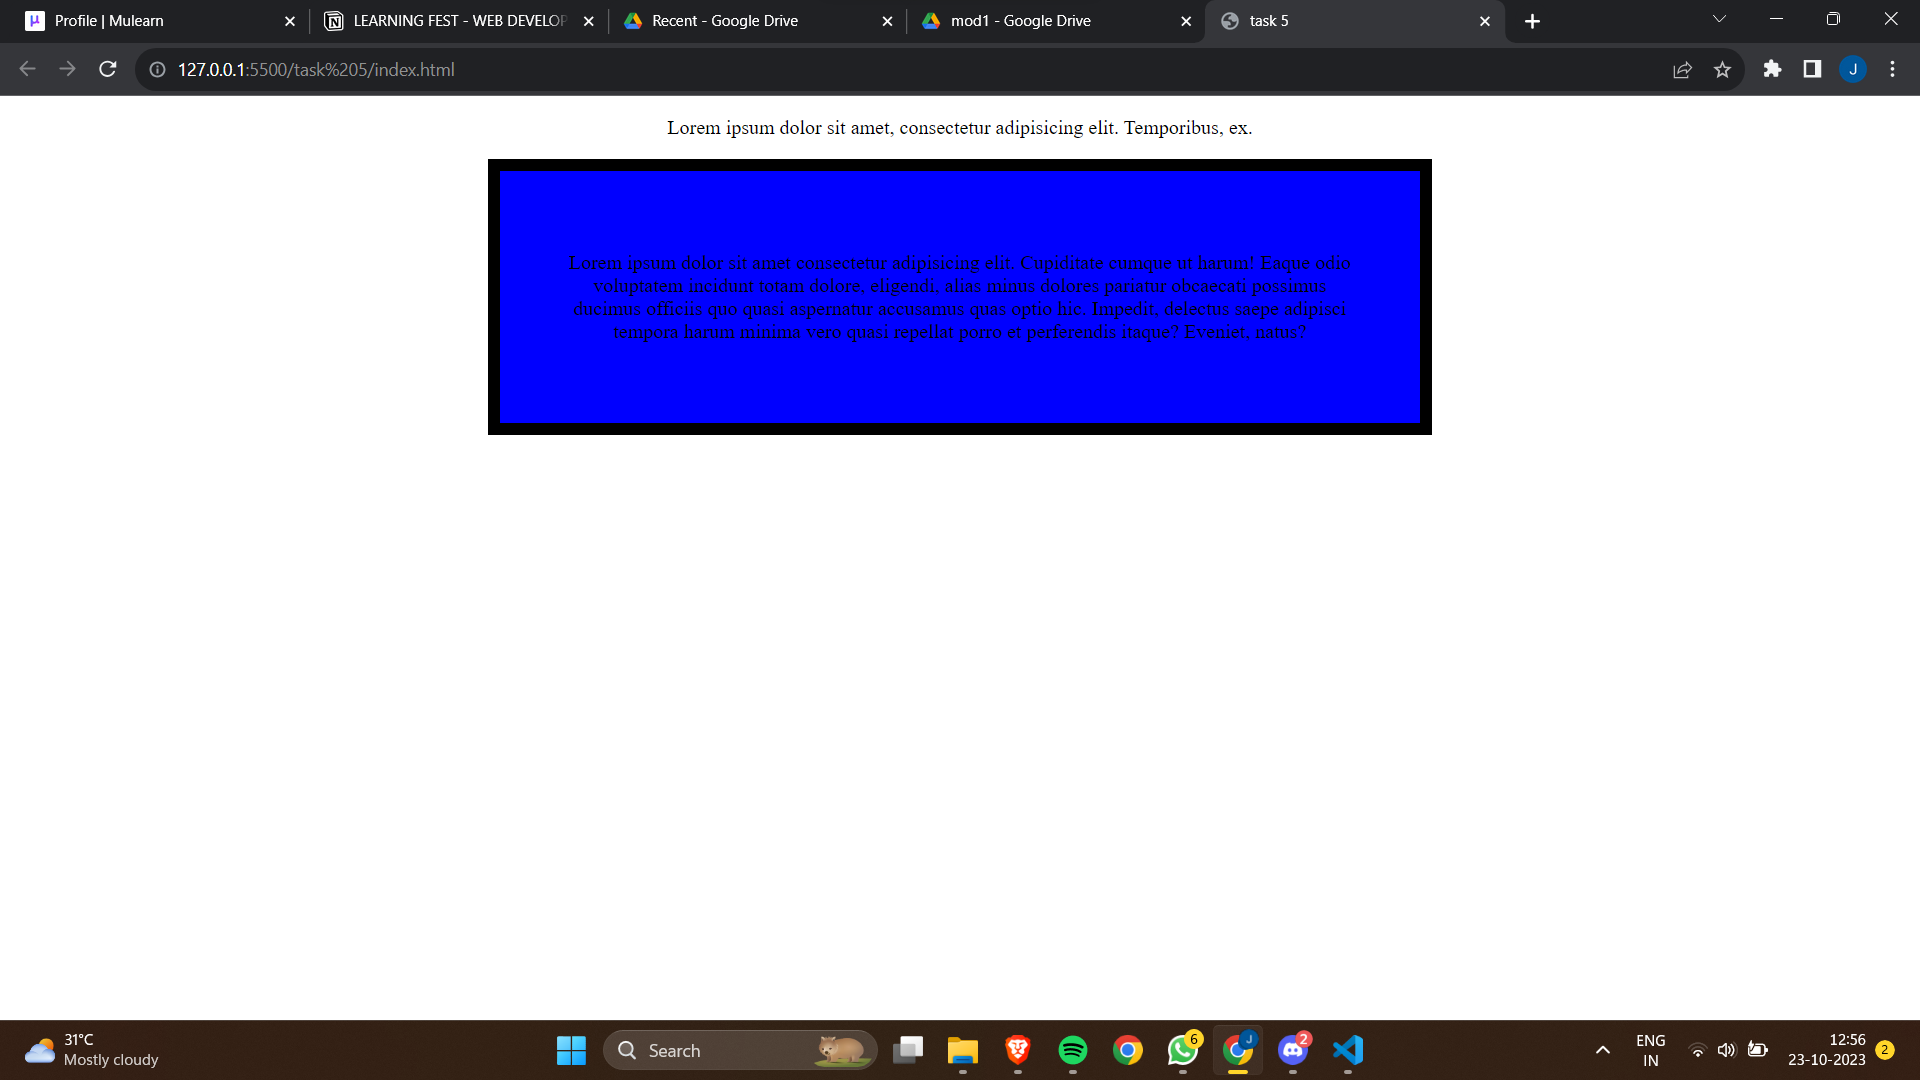 Profile | Mulearn
LEARNING FEST - WEB DEVELOP
Recent - Google Drive
mod1 - Google Drive
task 5
127.0.0.1:5500/task%205/index.html
J
Lorem ipsum dolor sit amet, consectetur adipisicing elit. Temporibus, ex.
Lorem ipsum dolor sit amet consectetur adipisicing elit. Cupiditate cumque ut harum! Eaque odio
voluptatem incidunt totam dolore, eligendi, alias minus dolores pariatur obcaecati possimus
ducimus officiis quo quasi aspernatur accusamus quas optio hic. Impedit, delectus saepe adipisci
tempora harum minima vero quasi repellat porro et perferendis itaque? Eveniet, natus?
31°C
Mostly cloudy
Search
6
J
2
ENG
IN
12:56
23-10-2023
2